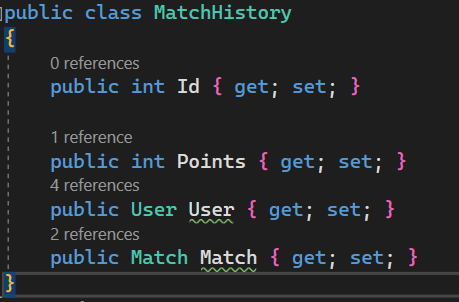 public class MatchHistory
{
0 references
public int Id { get; set; }
1 reference
public int Points { get; set; }
4 references
public User User { get; set; }
2 references
public Match Match { get; set; }
}